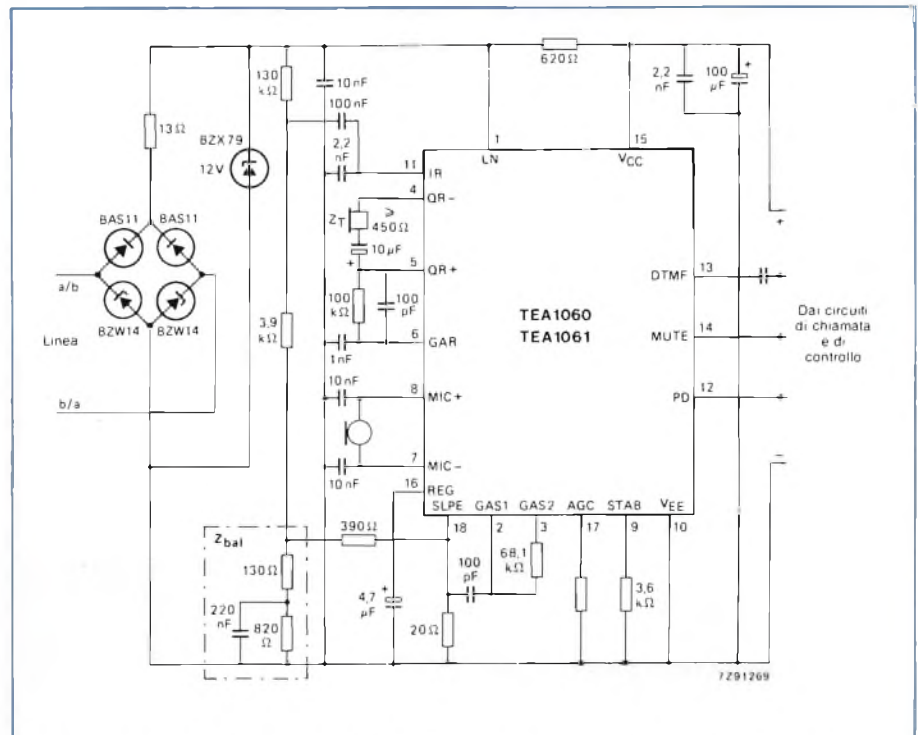 130 kΩ
10 nF
620Ω
2,2 nF
100 µF
+
100 nF
13Ω
BZX79
12V
2,2 nF
1
LN
15
VCC
11
IR
4
QR-
BAS11
BAS11
ZT
≥ 450Ω
10 µF
+
5
QR+
DTMF
13
a/b
100 kΩ
100 pF
TEA1060
TEA1061
Dai circuiti
di chiamata
e di
controllo
BZW14
BZW14
3,9 kΩ
MUTE
14
Linea
6
GAR
1nF
10 nF
8
MIC+
PD
12
b/a
7
MIC-
10 nF
16
REG
SLPE
GAS1
GAS2
AGC
STAB
VEE
18
2
3
17
9
10
Zbal
390Ω
130Ω
100 pF
68,1 kΩ
3,6 kΩ
220 nF
820 Ω
4,7 µF
+
20Ω
7Z91269
+
−